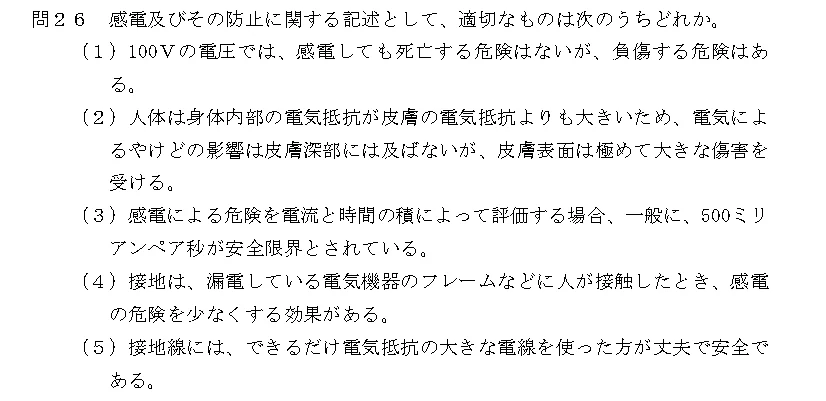 問２６　感電及びその防止に関する記述として、適切なものは次のうちどれか。
（１）100Ｖの電圧では、感電しても死亡する危険はないが、負傷する危険はあ
る。
（２）人体は身体内部の電気抵抗が皮膚の電気抵抗よりも大きいため、電気によ
るやけどの影響は皮膚深部には及ばないが、皮膚表面は極めて大きな傷害を
受ける。
（３）感電による危険を電流と時間の積によって評価する場合、一般に、500ミリ
アンペア秒が安全限界とされている。
（４）接地は、漏電している電気機器のフレームなどに人が接触したとき、感電
の危険を少なくする効果がある。
（５）接地線には、できるだけ電気抵抗の大きな電線を使った方が丈夫で安全で
ある。